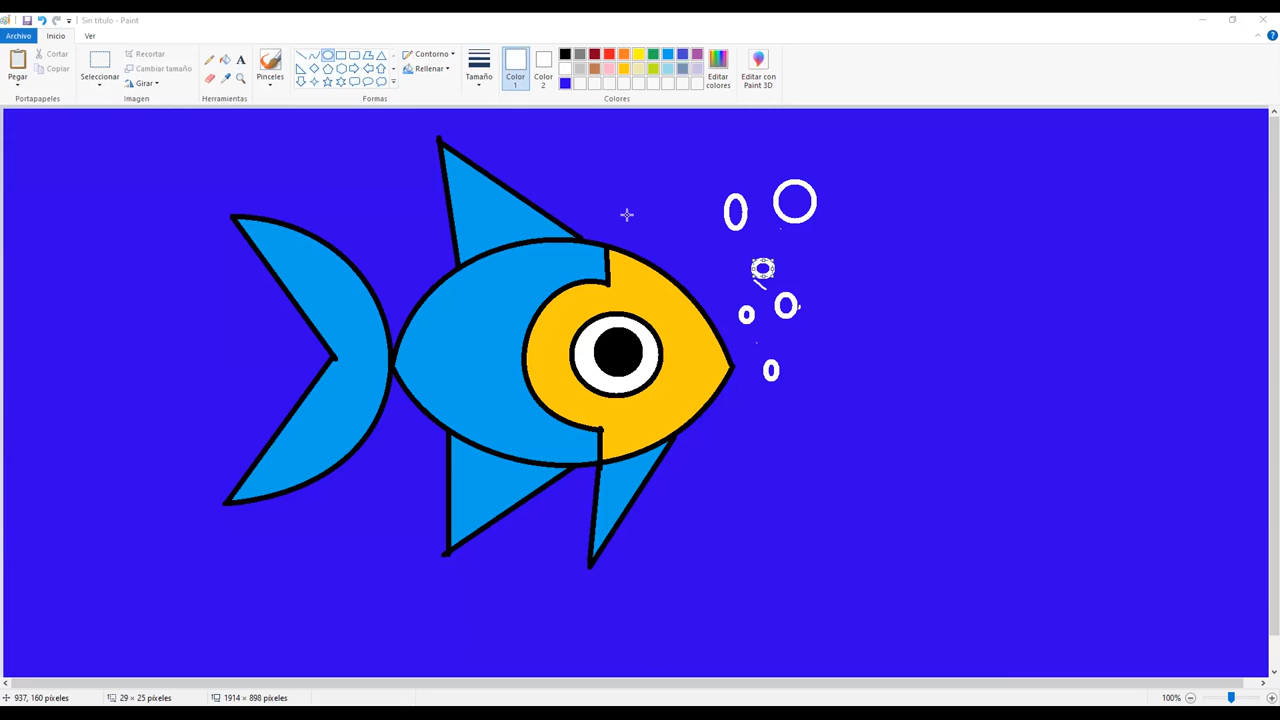 Sin título - Paint
Archivo Inicio Ver
Pegar
Cortar
Copiar
Portapapeles
Seleccionar
Recortar
Cambiar tamaño
Girar
Imagen
Herramientas
Pinceles
Contorno
Rellenar
Formas
Tamaño
Color 1
Color 2
Editar colores
Colores
Editar con Paint 3D
937, 160 píxeles 29 × 25 píxeles 1914 × 898 píxeles 100%